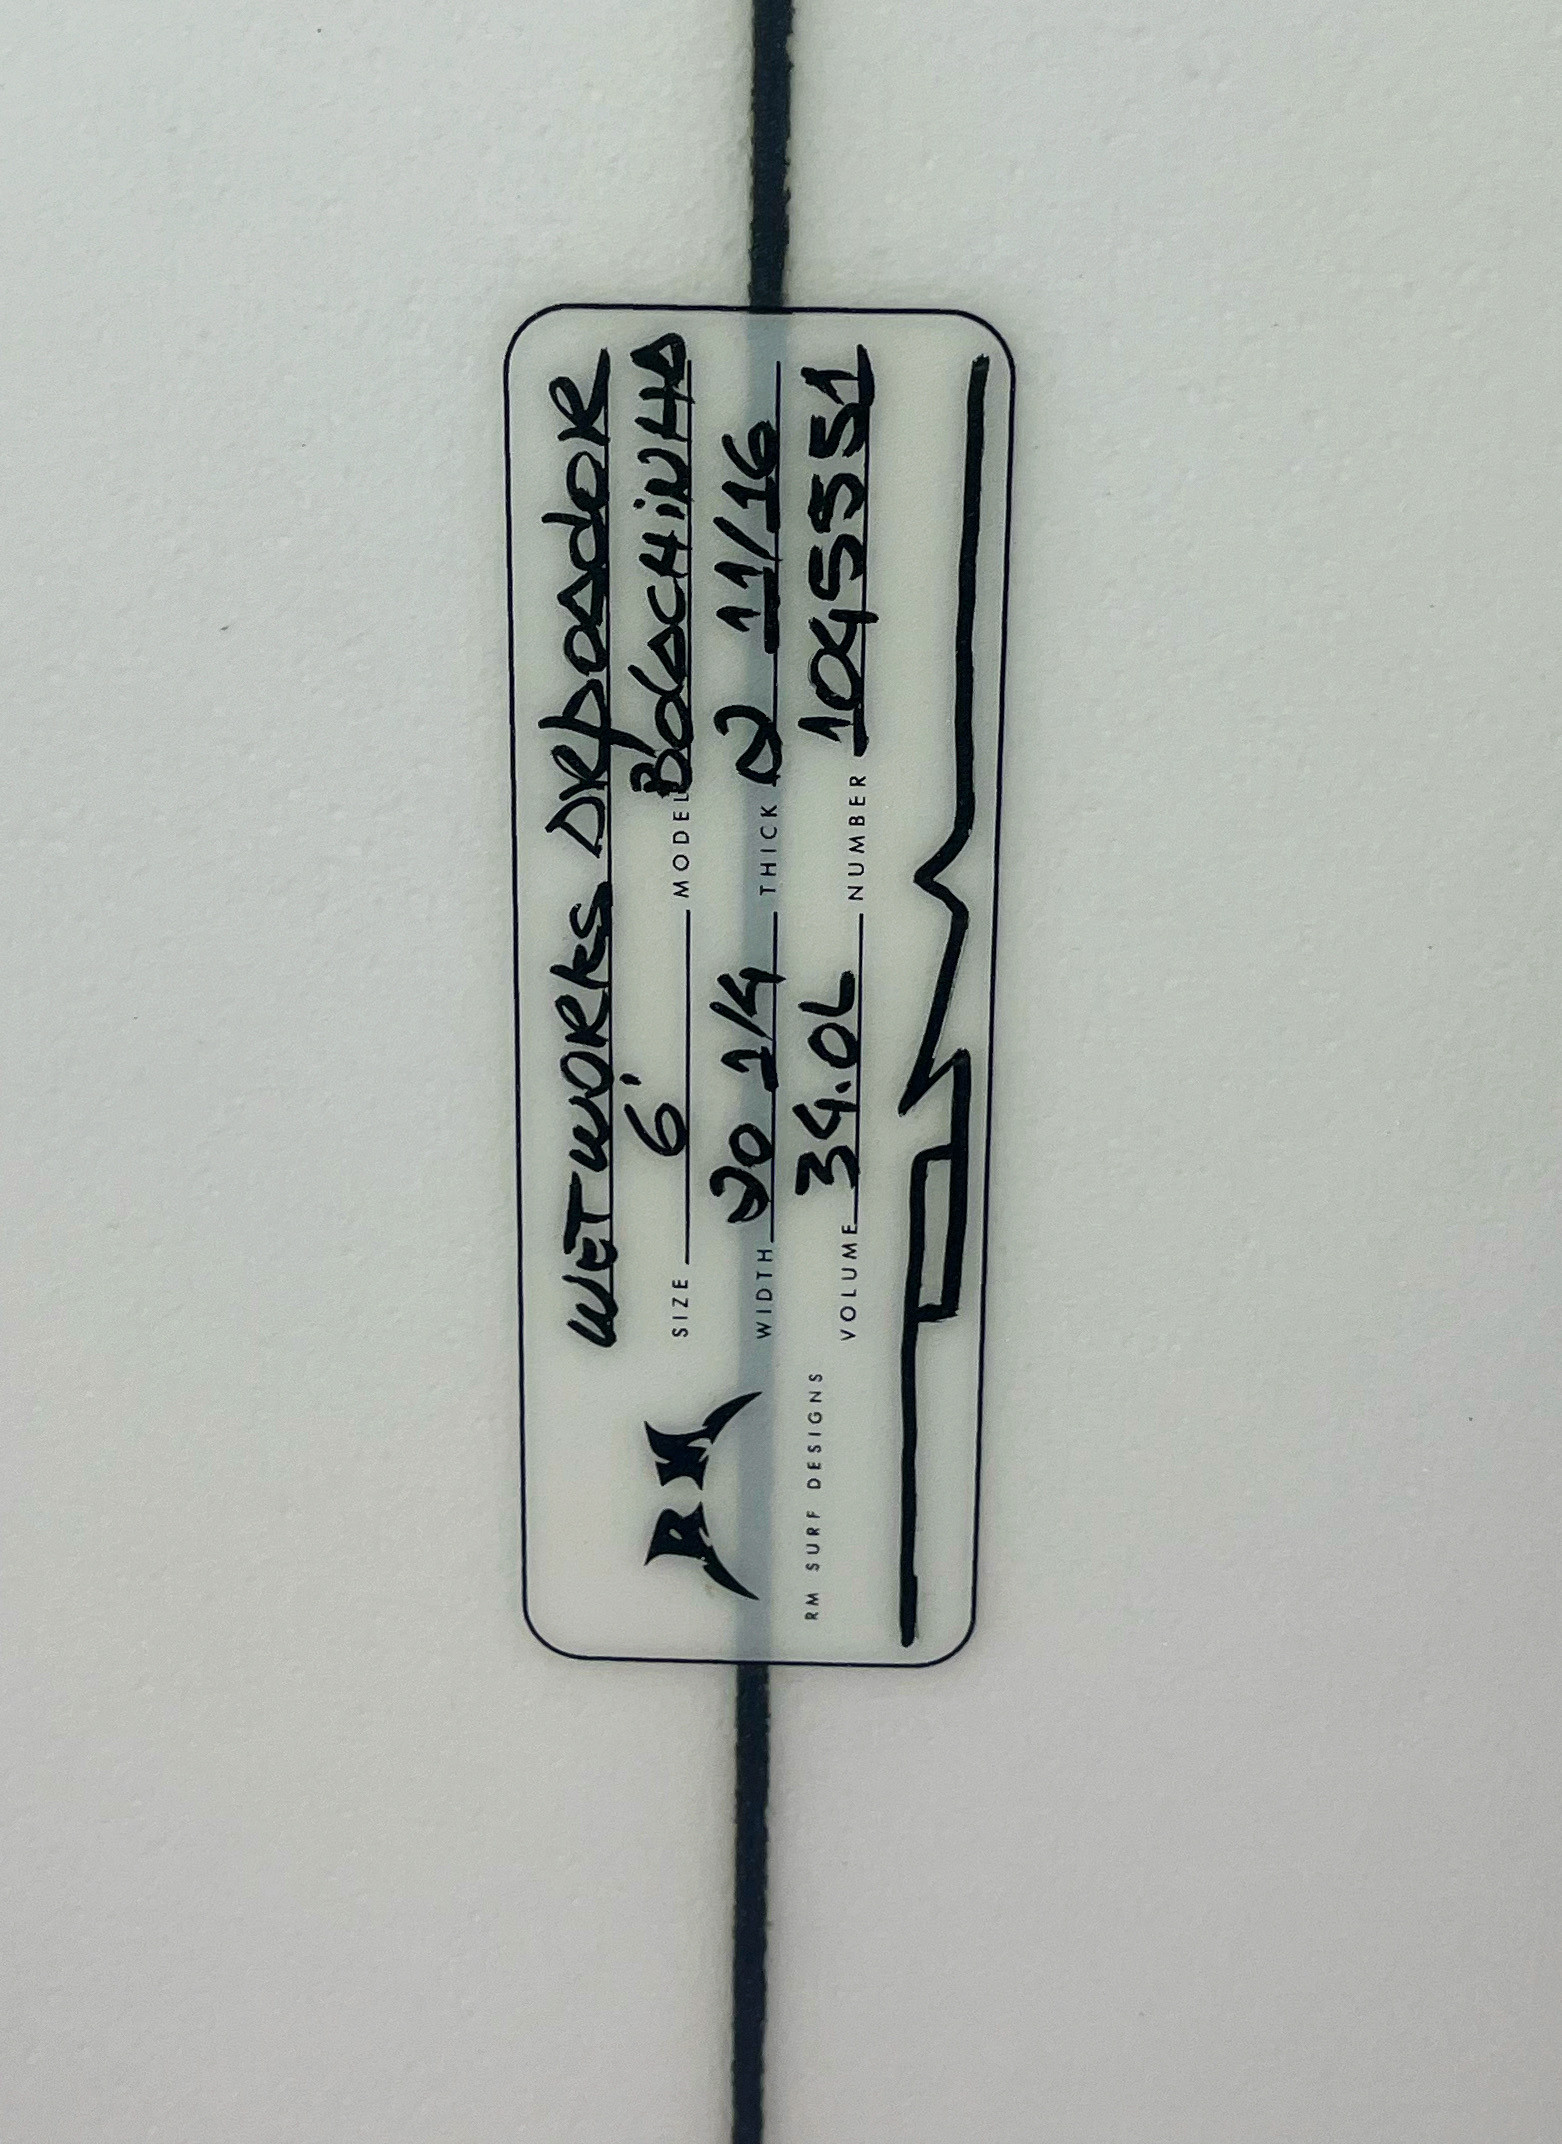 WETWORKS ARPOADOR
SIZE 6' MODEL BOLACHINHA
WIDTH 20 1/4 THICK 2 11/16
VOLUME 34.0L NUMBER 1045551
RM
RM SURF DESIGNS